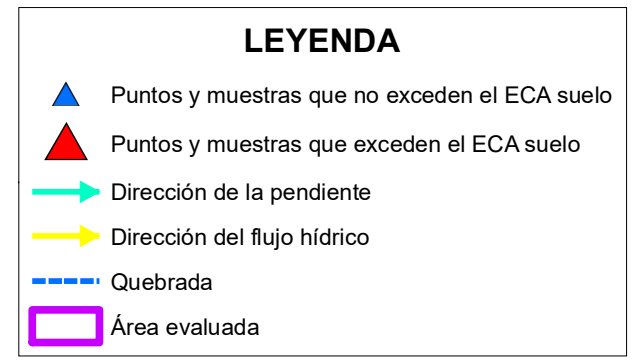 LEYENDA
Puntos y muestras que no exceden el ECA suelo
Puntos y muestras que exceden el ECA suelo
Dirección de la pendiente
Dirección del flujo hídrico
Quebrada
Área evaluada